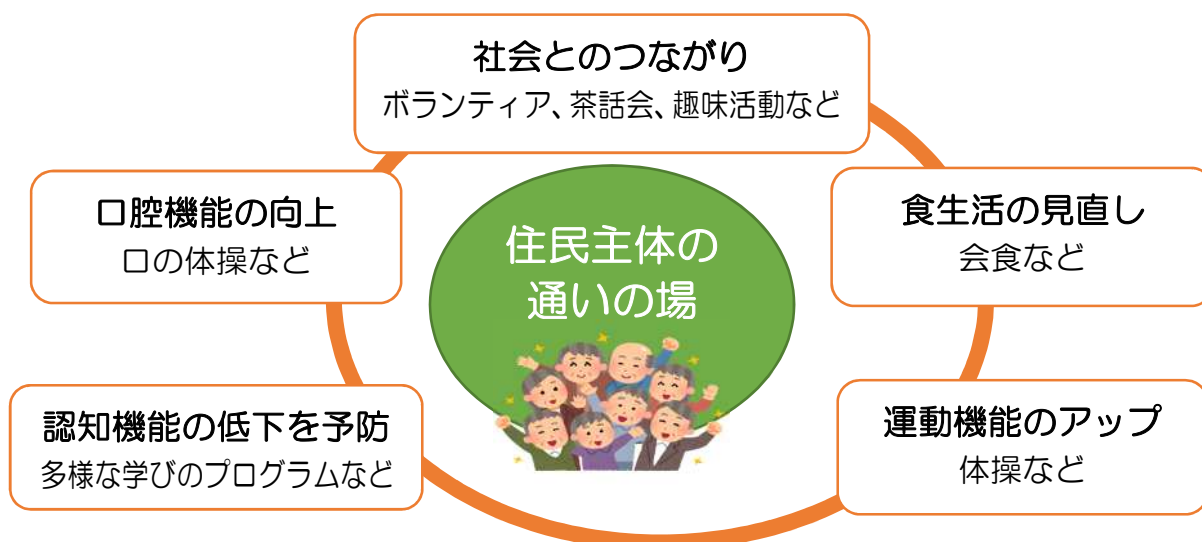 社会とのつながり
ボランティア、茶話会、趣味活動など
口腔機能の向上
口の体操など
食生活の見直し
会食など
住民主体の
通いの場
認知機能の低下を予防
多様な学びのプログラムなど
運動機能のアップ
体操など